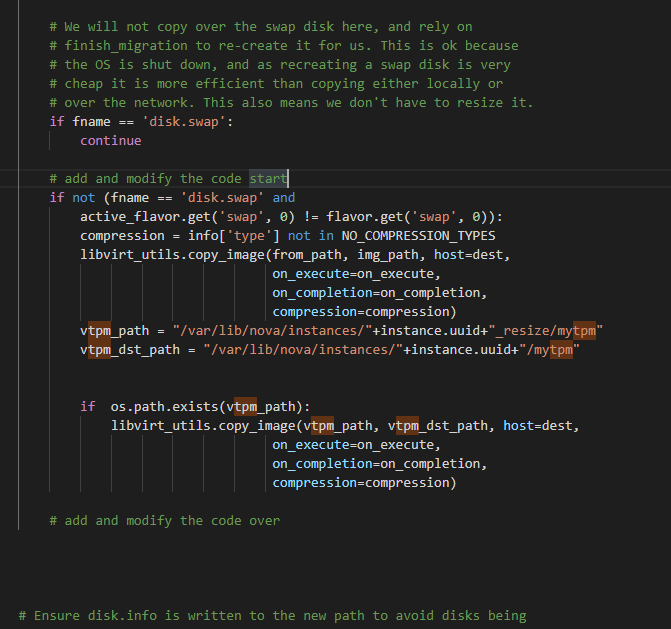 # We will not copy over the swap disk here, and rely on
# finish_migration to re-create it for us. This is ok because
# the OS is shut down, and as recreating a swap disk is very
# cheap it is more efficient than copying either locally or
# over the network. This also means we don't have to resize it.
if fname == 'disk.swap':
continue
# add and modify the code start
if not (fname == 'disk.swap' and
active_flavor.get('swap', 0) != flavor.get('swap', 0)):
compression = info['type'] not in NO_COMPRESSION_TYPES
libvirt_utils.copy_image(from_path, img_path, host=dest,
on_execute=on_execute,
on_completion=on_completion,
compression=compression)
vtpm_path = "/var/lib/nova/instances/"+instance.uuid+"_resize/mytpm"
vtpm_dst_path = "/var/lib/nova/instances/"+instance.uuid+"/mytpm"
if  os.path.exists(vtpm_path):
libvirt_utils.copy_image(vtpm_path, vtpm_dst_path, host=dest,
on_execute=on_execute,
on_completion=on_completion,
compression=compression)
# add and modify the code over
# Ensure disk.info is written to the new path to avoid disks being